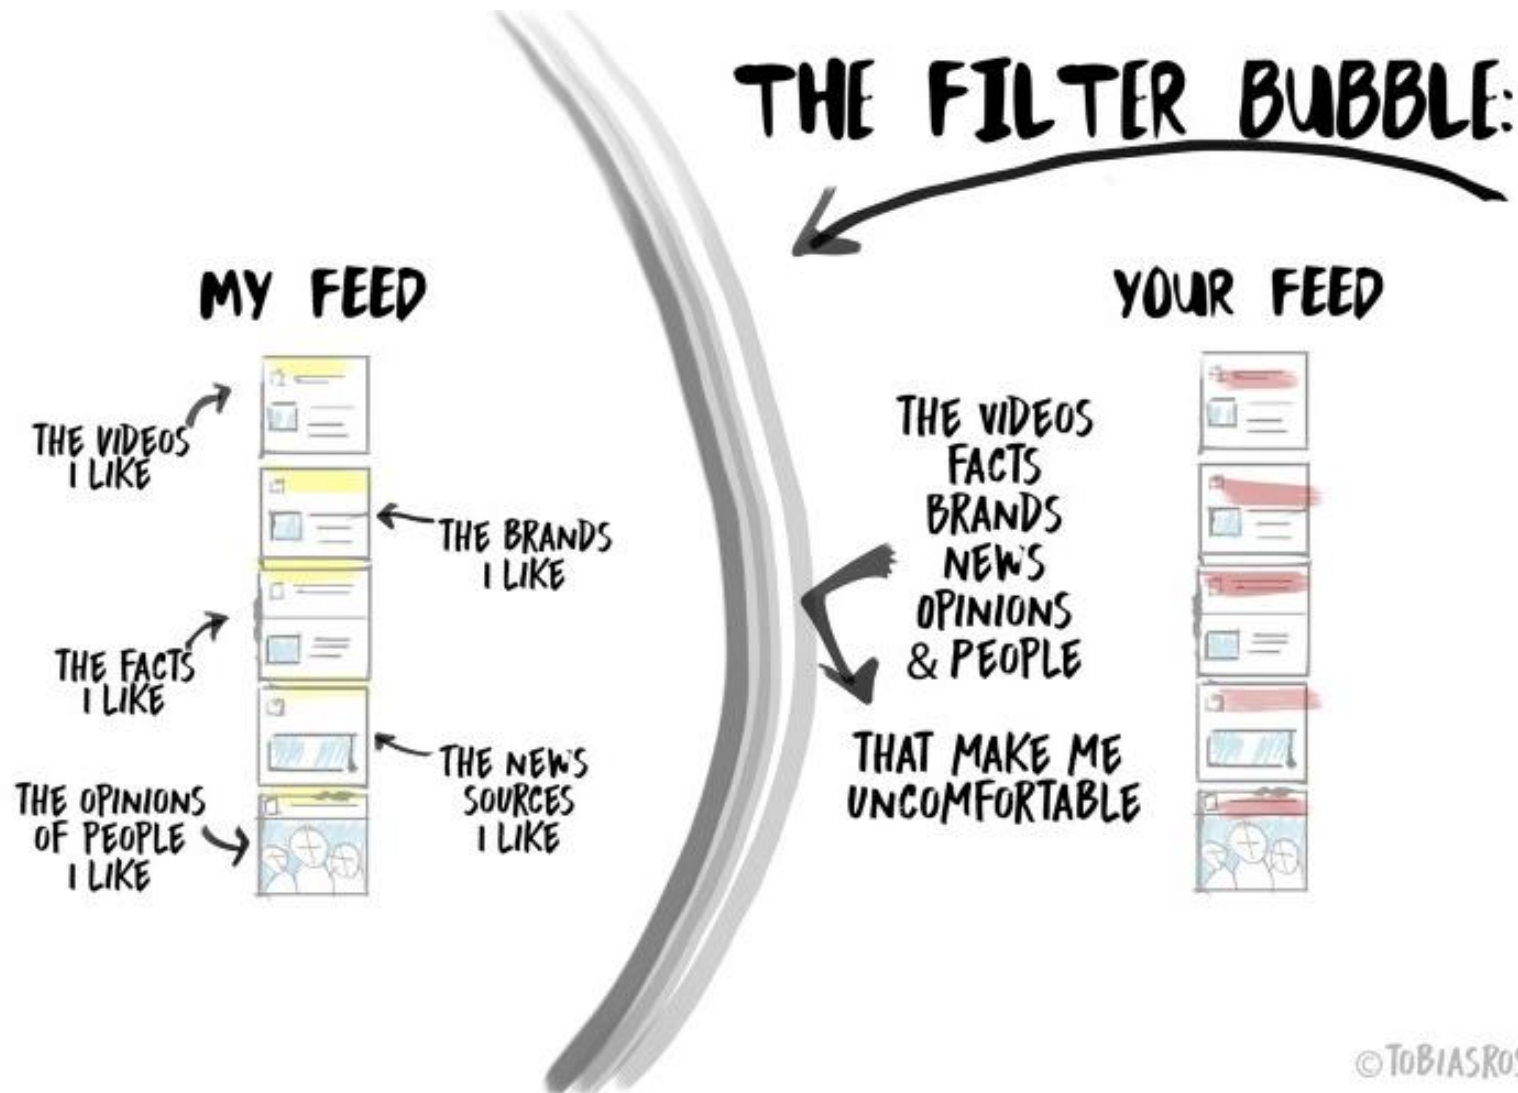 THE FILTER BUBBLE:
MY FEED
THE VIDEOS
I LIKE
THE BRANDS
I LIKE
THE FACTS
I LIKE
THE NEWS
SOURCES
I LIKE
THE OPINIONS
OF PEOPLE
I LIKE
YOUR FEED
THE VIDEOS
FACTS
BRANDS
NEWS
OPINIONS
& PEOPLE
THAT MAKE ME
UNCOMFORTABLE
© TOBIASROS